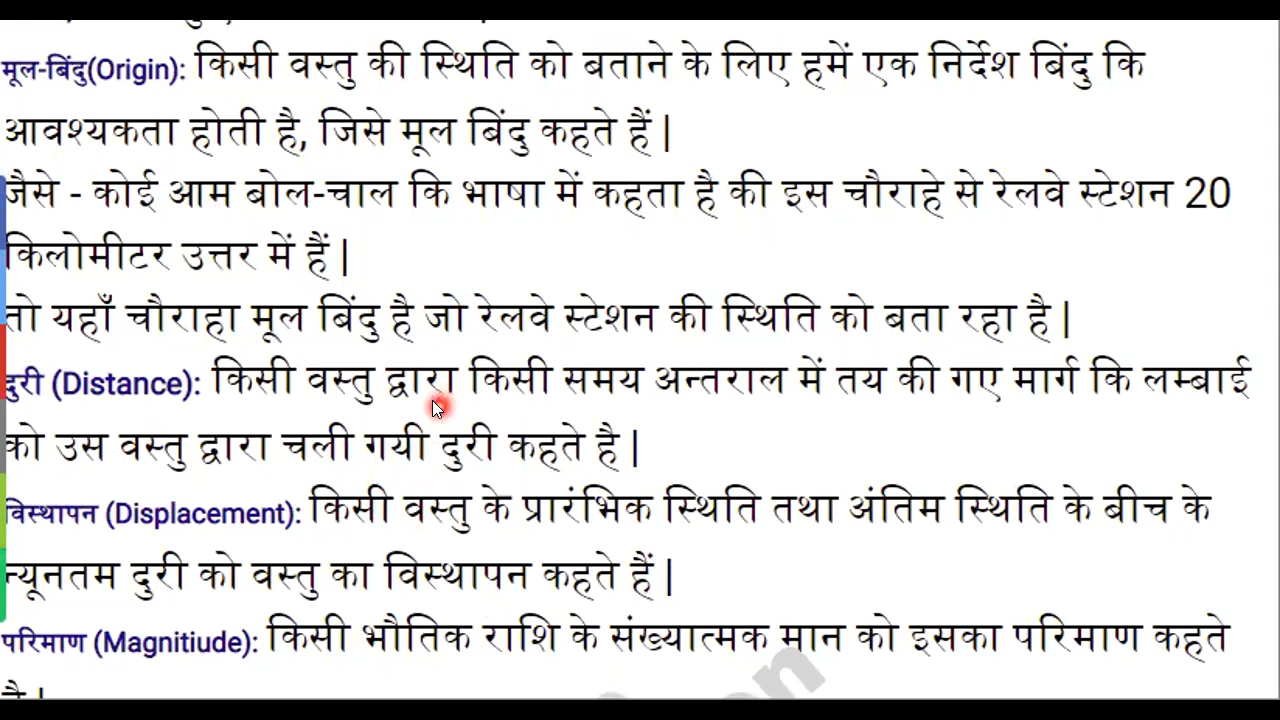 मूल-बिंदु(Origin): किसी वस्तु की स्थिति को बताने के लिए हमें एक निर्देश बिंदु कि
आवश्यकता होती है, जिसे मूल बिंदु कहते हैं |
जैसे - कोई आम बोल-चाल कि भाषा में कहता है की इस चौराहे से रेलवे स्टेशन 20
किलोमीटर उत्तर में हैं |
तो यहाँ चौराहा मूल बिंदु है जो रेलवे स्टेशन की स्थिति को बता रहा है |
दुरी (Distance): किसी वस्तु द्वारा किसी समय अन्तराल में तय की गए मार्ग कि लम्बाई
को उस वस्तु द्वारा चली गयी दुरी कहते है |
विस्थापन (Displacement): किसी वस्तु के प्रारंभिक स्थिति तथा अंतिम स्थिति के बीच के
न्यूनतम दुरी को वस्तु का विस्थापन कहते हैं |
परिमाण (Magnitiude): किसी भौतिक राशि के संख्यात्मक मान को इसका परिमाण कहते